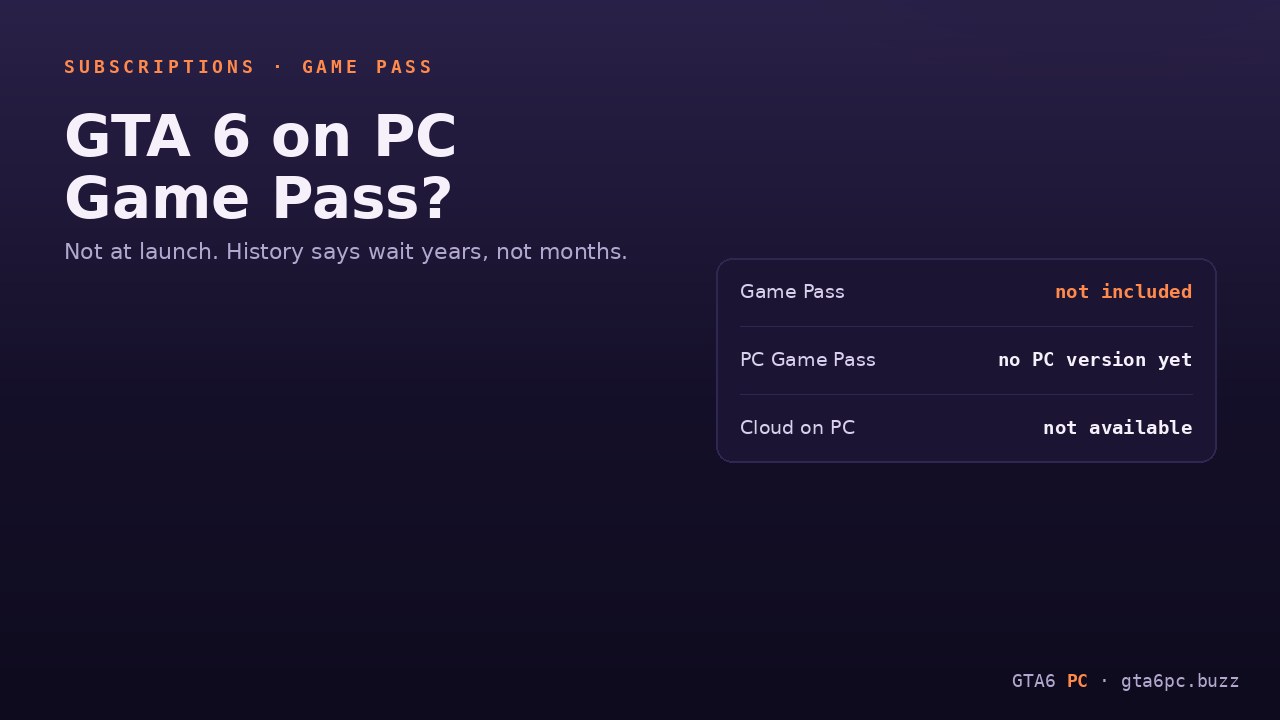 SUBSCRIPTIONS · GAME PASS
GTA 6 on PC
Game Pass?
Not at launch. History says wait years, not months.
Game Pass not included
PC Game Pass no PC version yet
Cloud on PC not available
GTA6 PC · gta6pc.buzz